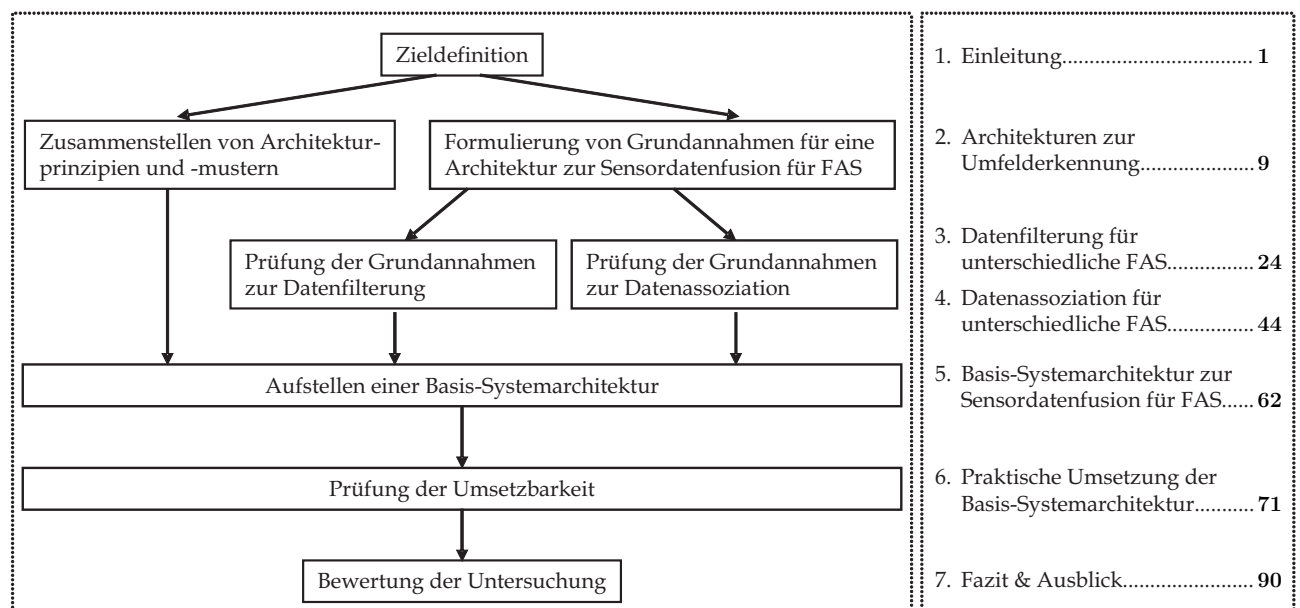 Zieldefinition
Zusammenstellen von Architektur-
prinzipien und -mustern
Formulierung von Grundannahmen für eine
Architektur zur Sensordatenfusion für FAS
Prüfung der Grundannahmen
zur Datenfilterung
Prüfung der Grundannahmen
zur Datenassoziation
Aufstellen einer Basis-Systemarchitektur
Prüfung der Umsetzbarkeit
Bewertung der Untersuchung
1. Einleitung.................................... 1
2. Architekturen zur
Umfelderkennung..................... 9
3. Datenfilterung für
unterschiedliche FAS............... 24
4. Datenassoziation für
unterschiedliche FAS............... 44
5. Basis-Systemarchitektur zur
Sensordatenfusion für FAS...... 62
6. Praktische Umsetzung der
Basis-Systemarchitektur........... 71
7. Fazit & Ausblick........................ 90